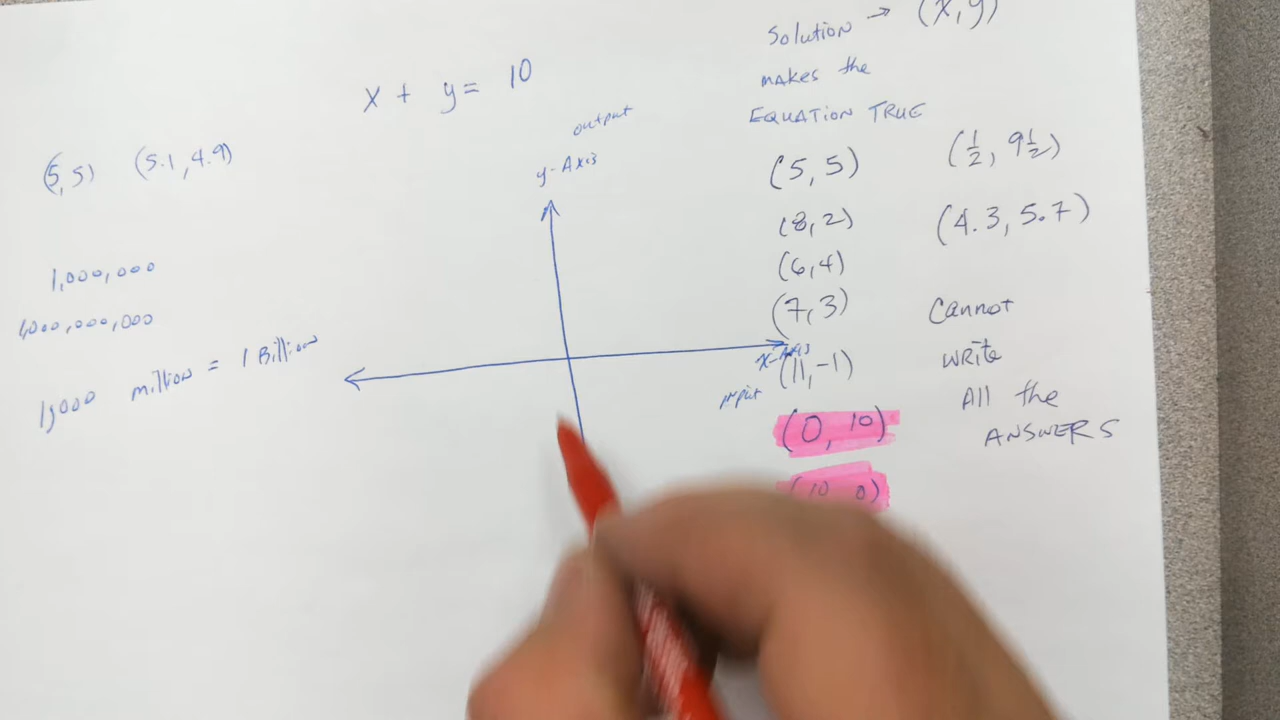 Solution → (x,y)
makes the
EQUATION TRUE
x + y = 10
output
y-Axis
(5,5) (5.1,4.9)
1,000,000
1,000,000,000
1,000 million = 1 Billion
x-Axis
input
(5,5)
(8,2)
(6,4)
(7,3)
(11,-1)
(0, 10)
(10 0)
(½, 9½)
(4.3, 5.7)
Cannot
write
All the
ANSWERS